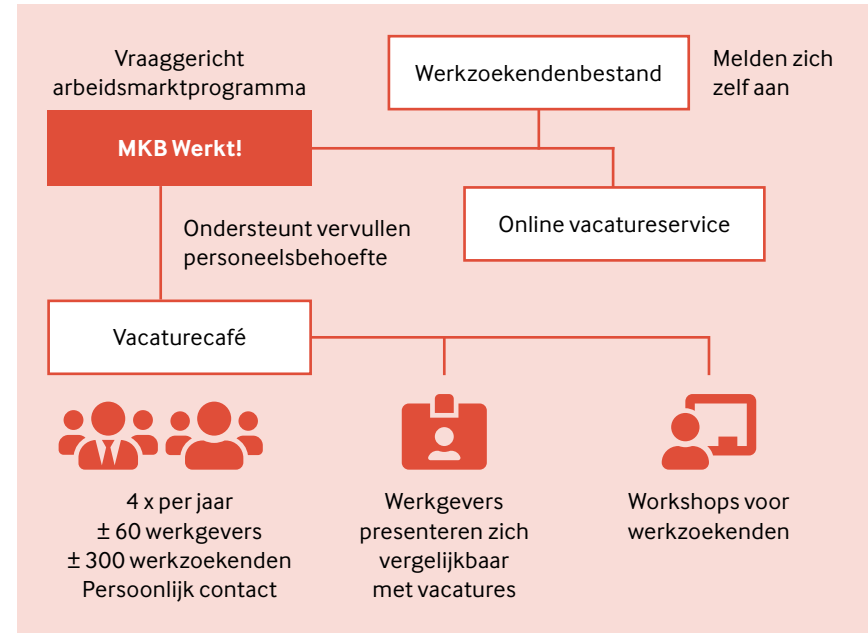 Vraaggericht
arbeidsmarktprogramma
MKB Werkt!
Werkzoekendenbestand
Melden zich
zelf aan
Online vacatureservice
Ondersteunt vervullen
personeelsbehoefte
Vacaturecafé
4 x per jaar
± 60 werkgevers
± 300 werkzoekenden
Persoonlijk contact
Werkgevers
presenteren zich
vergelijkbaar
met vacatures
Workshops voor
werkzoekenden